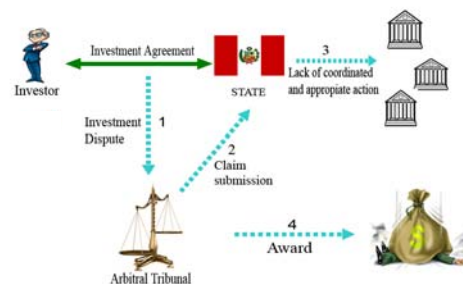 Investment Agreement
3
Investor
STATE
Lack of coordinated
and appropiate action
1
Investment
Dispute
2
Claim
submission
4
Award
Arbitral Tribunal
$